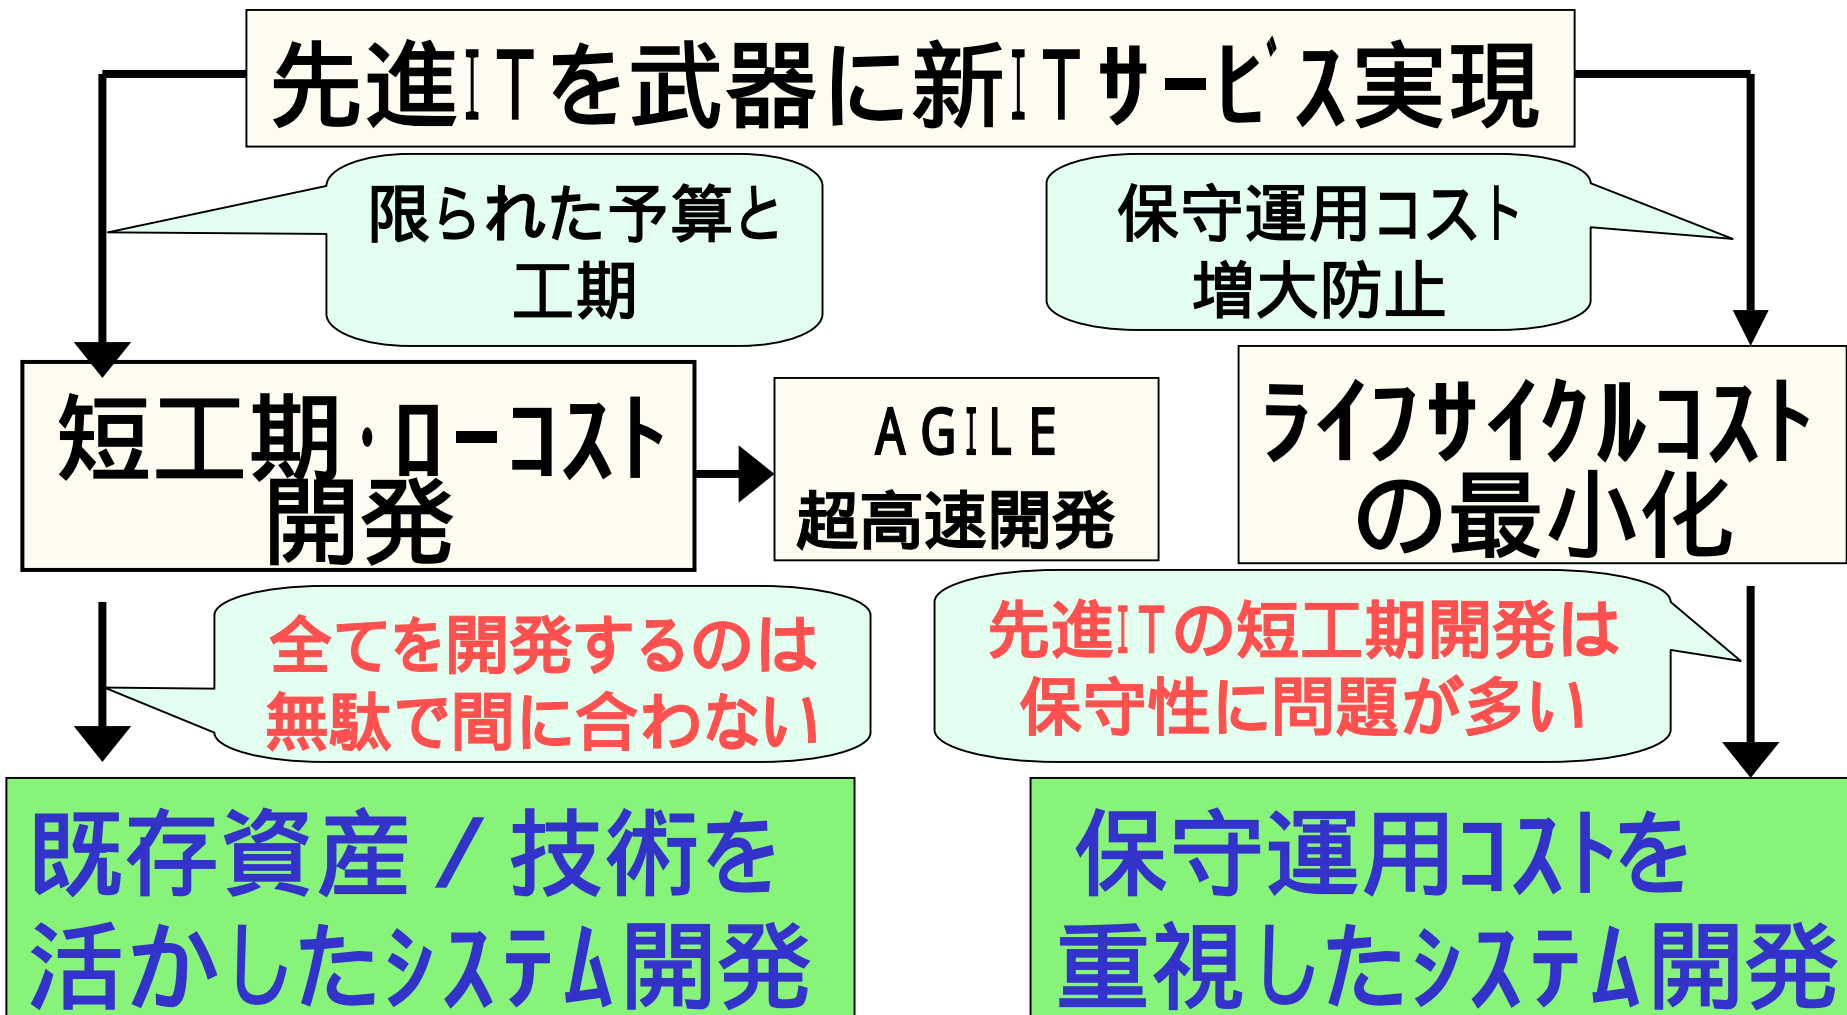 先進ITを武器に新ITｻｰﾋﾞｽ実現
限られた予算と
工期
保守運用ｺｽﾄ
増大防止
短工期･ﾛｰｺｽﾄ
開発
AGILE
超高速開発
ﾗｲﾌｻｲｸﾙｺｽﾄ
の最小化
全てを開発するのは
無駄で間に合わない
先進ITの短工期開発は
保守性に問題が多い
既存資産/技術を
活かしたｼｽﾃﾑ開発
保守運用ｺｽﾄを
重視したｼｽﾃﾑ開発